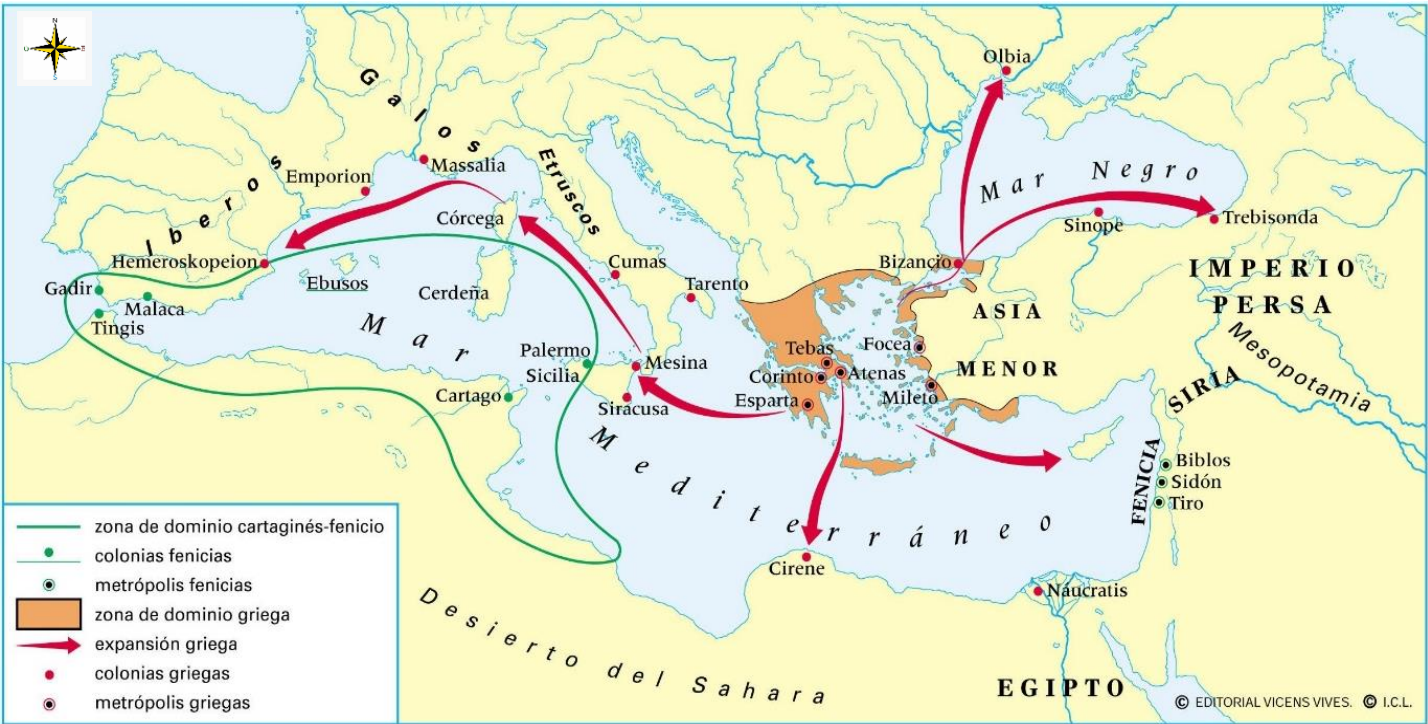 Olbia
Galos
Massalia
Emporion
Etruscos
Mar Negro
Iberos
Córcega
Sinope
Trebisonda
Hemeroskopeion
Cumas
Bizancio
IMPERIO
PERSA
Gadir
Ebusos
Cerdeña
Tarento
Malaca
Tingis
ASIA
MENOR
Mesopotamia
Mar Mediterráneo
Palermo
Sicilia
Mesina
Tebas
Focea
Corinto
Atenas
SIRIA
Cartago
Siracusa
Esparta
Mileto
FENICIA
Biblos
Sidón
Tiro
Cirene
Náucratis
Desierto del Sahara
EGIPTO
zona de dominio cartaginés-fenicio
colonias fenicias
metrópolis fenicias
zona de dominio griega
expansión griega
colonias griegas
metrópolis griegas
© EDITORIAL VICENS VIVES. © I.C.L.